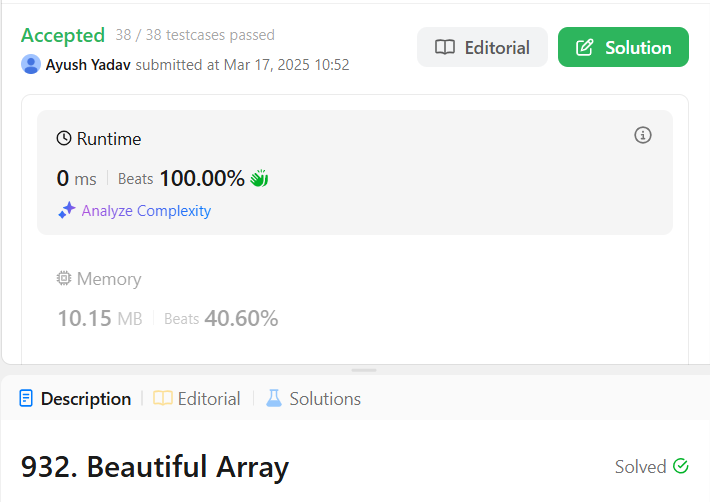 Accepted 38 / 38 testcases passed
Editorial
Solution
Ayush Yadav submitted at Mar 17, 2025 10:52
Runtime
0 ms Beats 100.00%
Analyze Complexity
Memory
10.15 MB Beats 40.60%
Description Editorial Solutions
932. Beautiful Array
Solved